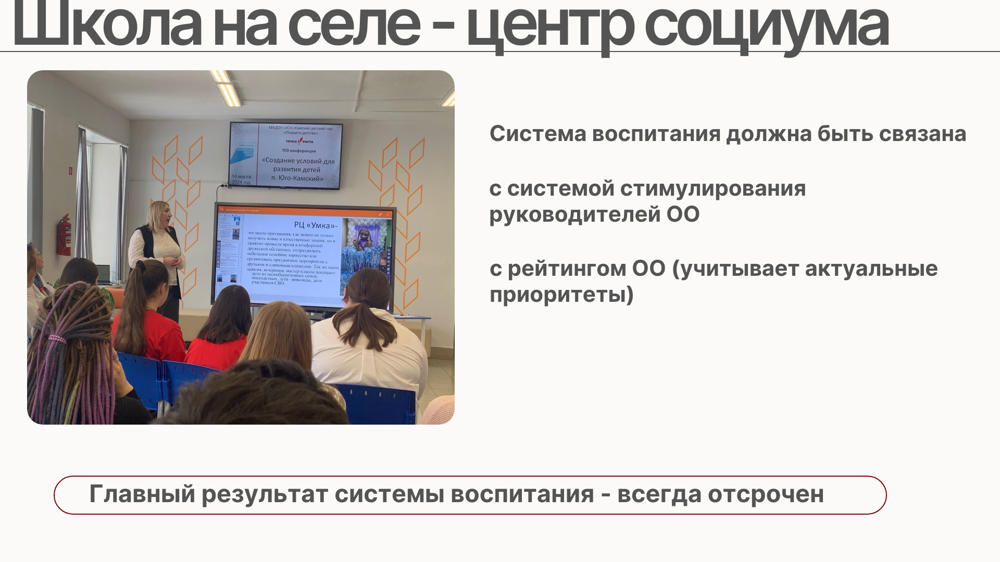 Школа на селе - центр социума
МАДОУ «Юго-Камский детский сад
«Планета детства»
ТОЧКА РОСТА
TED конференция
«Создание условий для
развития детей
п. Юго-Камский»
14 марта
2024 год
РЦ «Умка»-
это место притяжения, где можно не только
получить новые и качественные знания, но и
приятно провести время в комфортной
дружеской обстановке, отпраздновать
небольшое семейное торжество или
организовать праздничное мероприятие с
друзьями и единомышленниками. Так же наши
занятия, вечеринки, мастер-классы посещают
дети из малообеспеченных семей,
многодетных, дети –инвалиды, дети
участников СВО.
Система воспитания должна быть связана
с системой стимулирования
руководителей ОО
с рейтингом ОО (учитывает актуальные
приоритеты)
Главный результат системы воспитания - всегда отсрочен